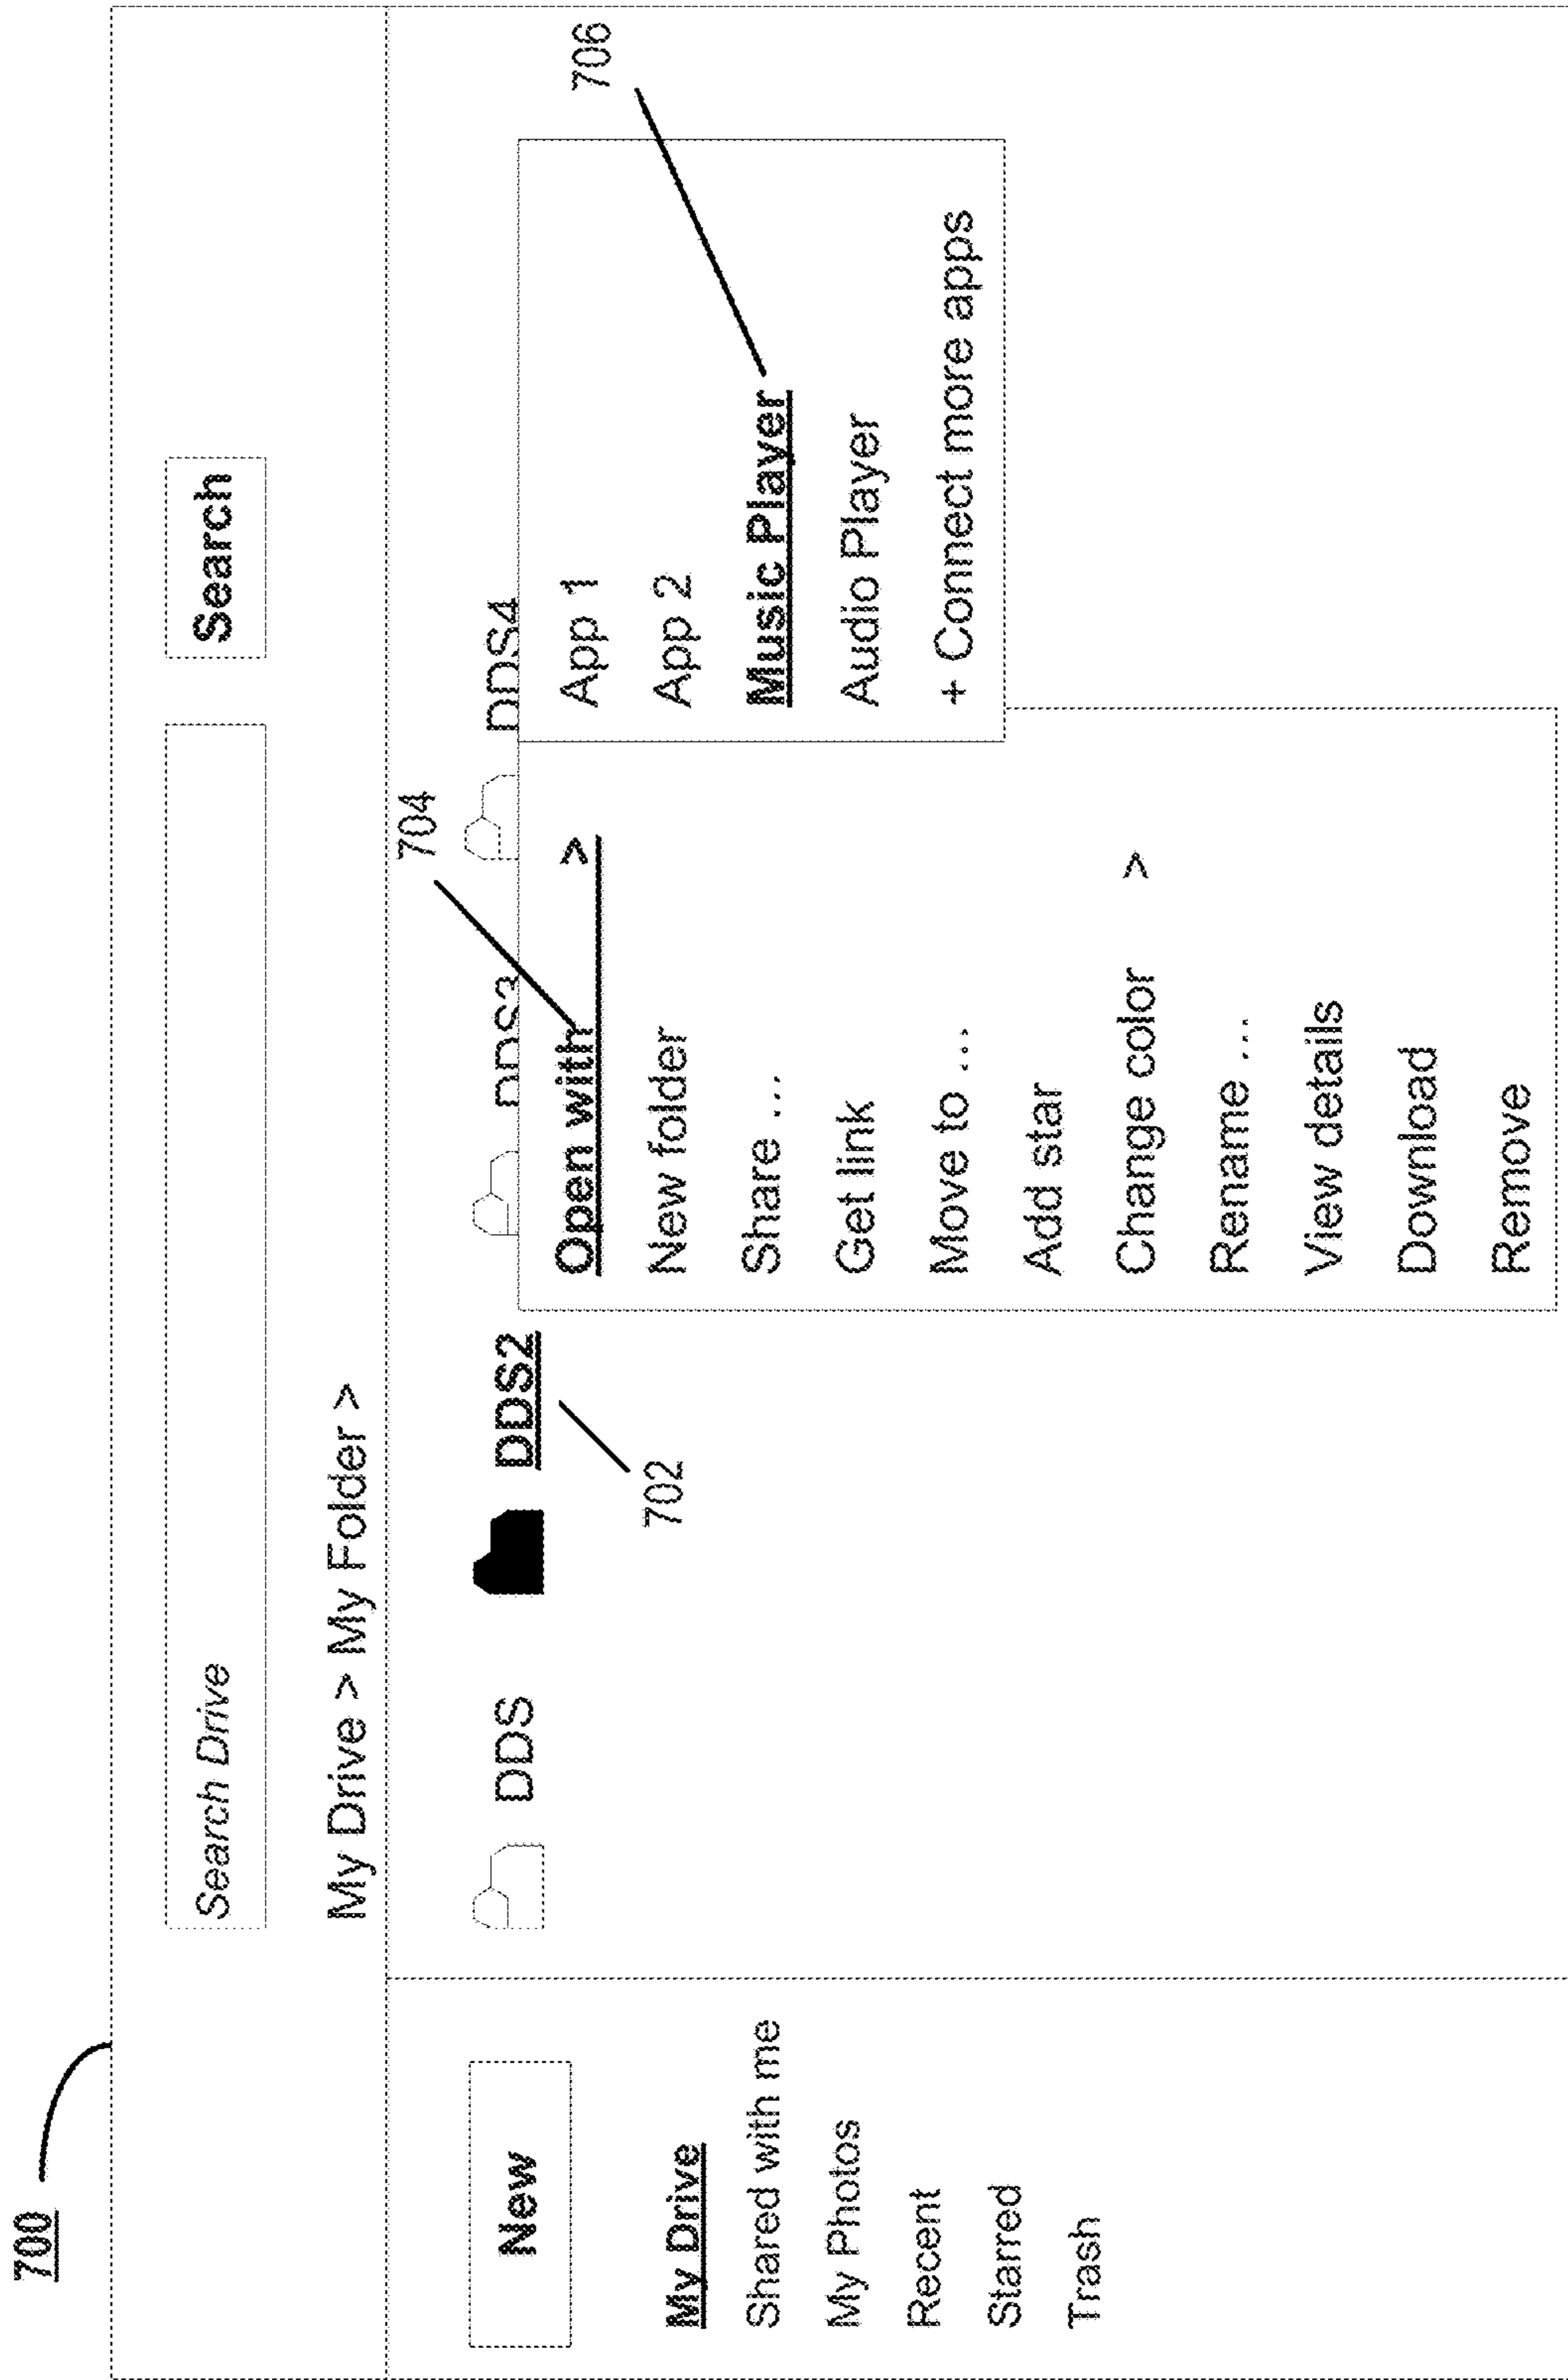 700
Search Drive
Search
My Drive > My Folder >
New
My Drive
Shared with me
My Photos
Recent
Starred
Trash
DDS
DDS2
DDS3
DDS4
702
704
706
Open with >
New folder
Share ...
Get link
Move to ...
Add star
Change color >
Rename ...
View details
Download
Remove
App 1
App 2
Music Player
Audio Player
+ Connect more apps